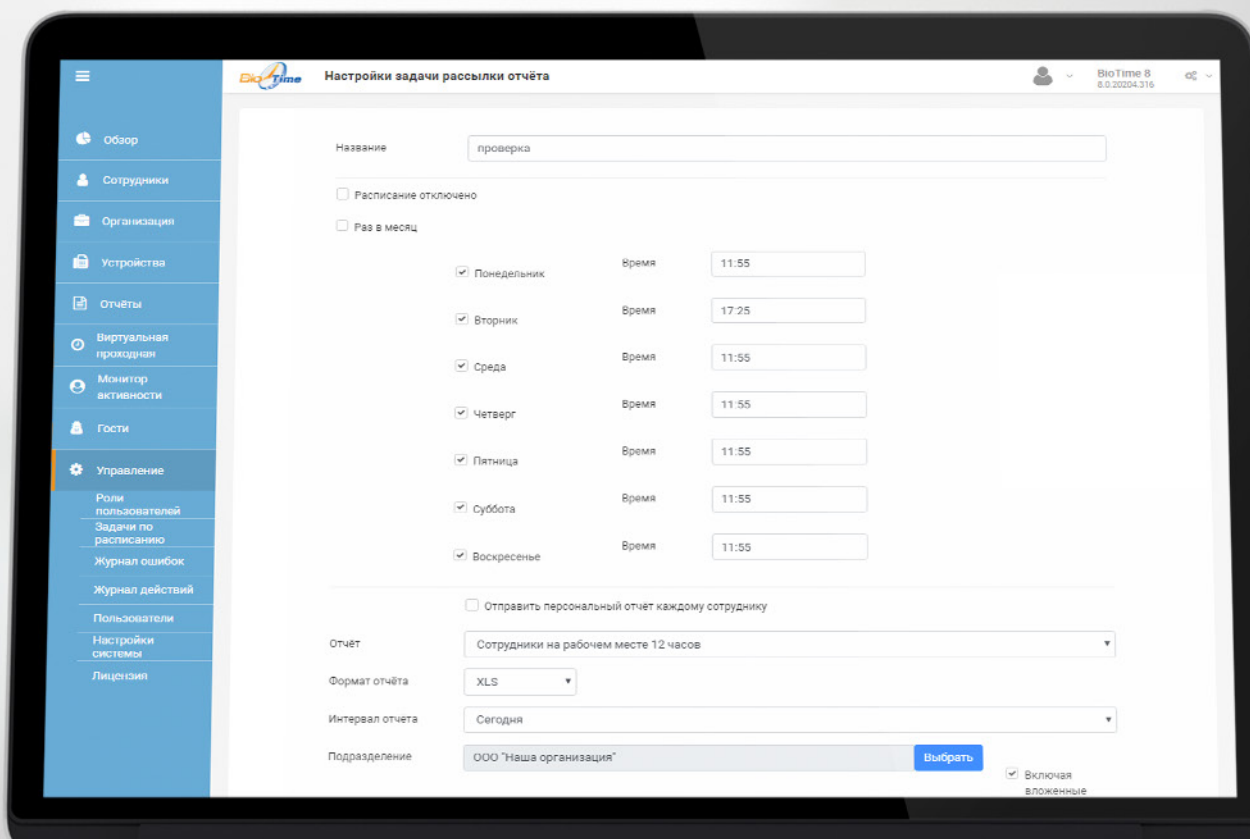 BioTime
Настройки задачи рассылки отчёта
BioTime 8
8.0.20204.316
Обзор
Сотрудники
Организация
Устройства
Отчёты
Виртуальная
проходная
Монитор
активности
Гости
Управление
Роли
пользователей
Задачи по
расписанию
Журнал ошибок
Журнал действий
Пользователи
Настройки
системы
Лицензия
Название
проверка
Расписание отключено
Раз в месяц
Понедельник Время 11:55
Вторник Время 17:25
Среда Время 11:55
Четверг Время 11:55
Пятница Время 11:55
Суббота Время 11:55
Воскресенье Время 11:55
Отправить персональный отчёт каждому сотруднику
Отчёт Сотрудники на рабочем месте 12 часов
Формат отчёта XLS
Интервал отчета Сегодня
Подразделение ООО "Наша организация" Выбрать
Включая
вложенные